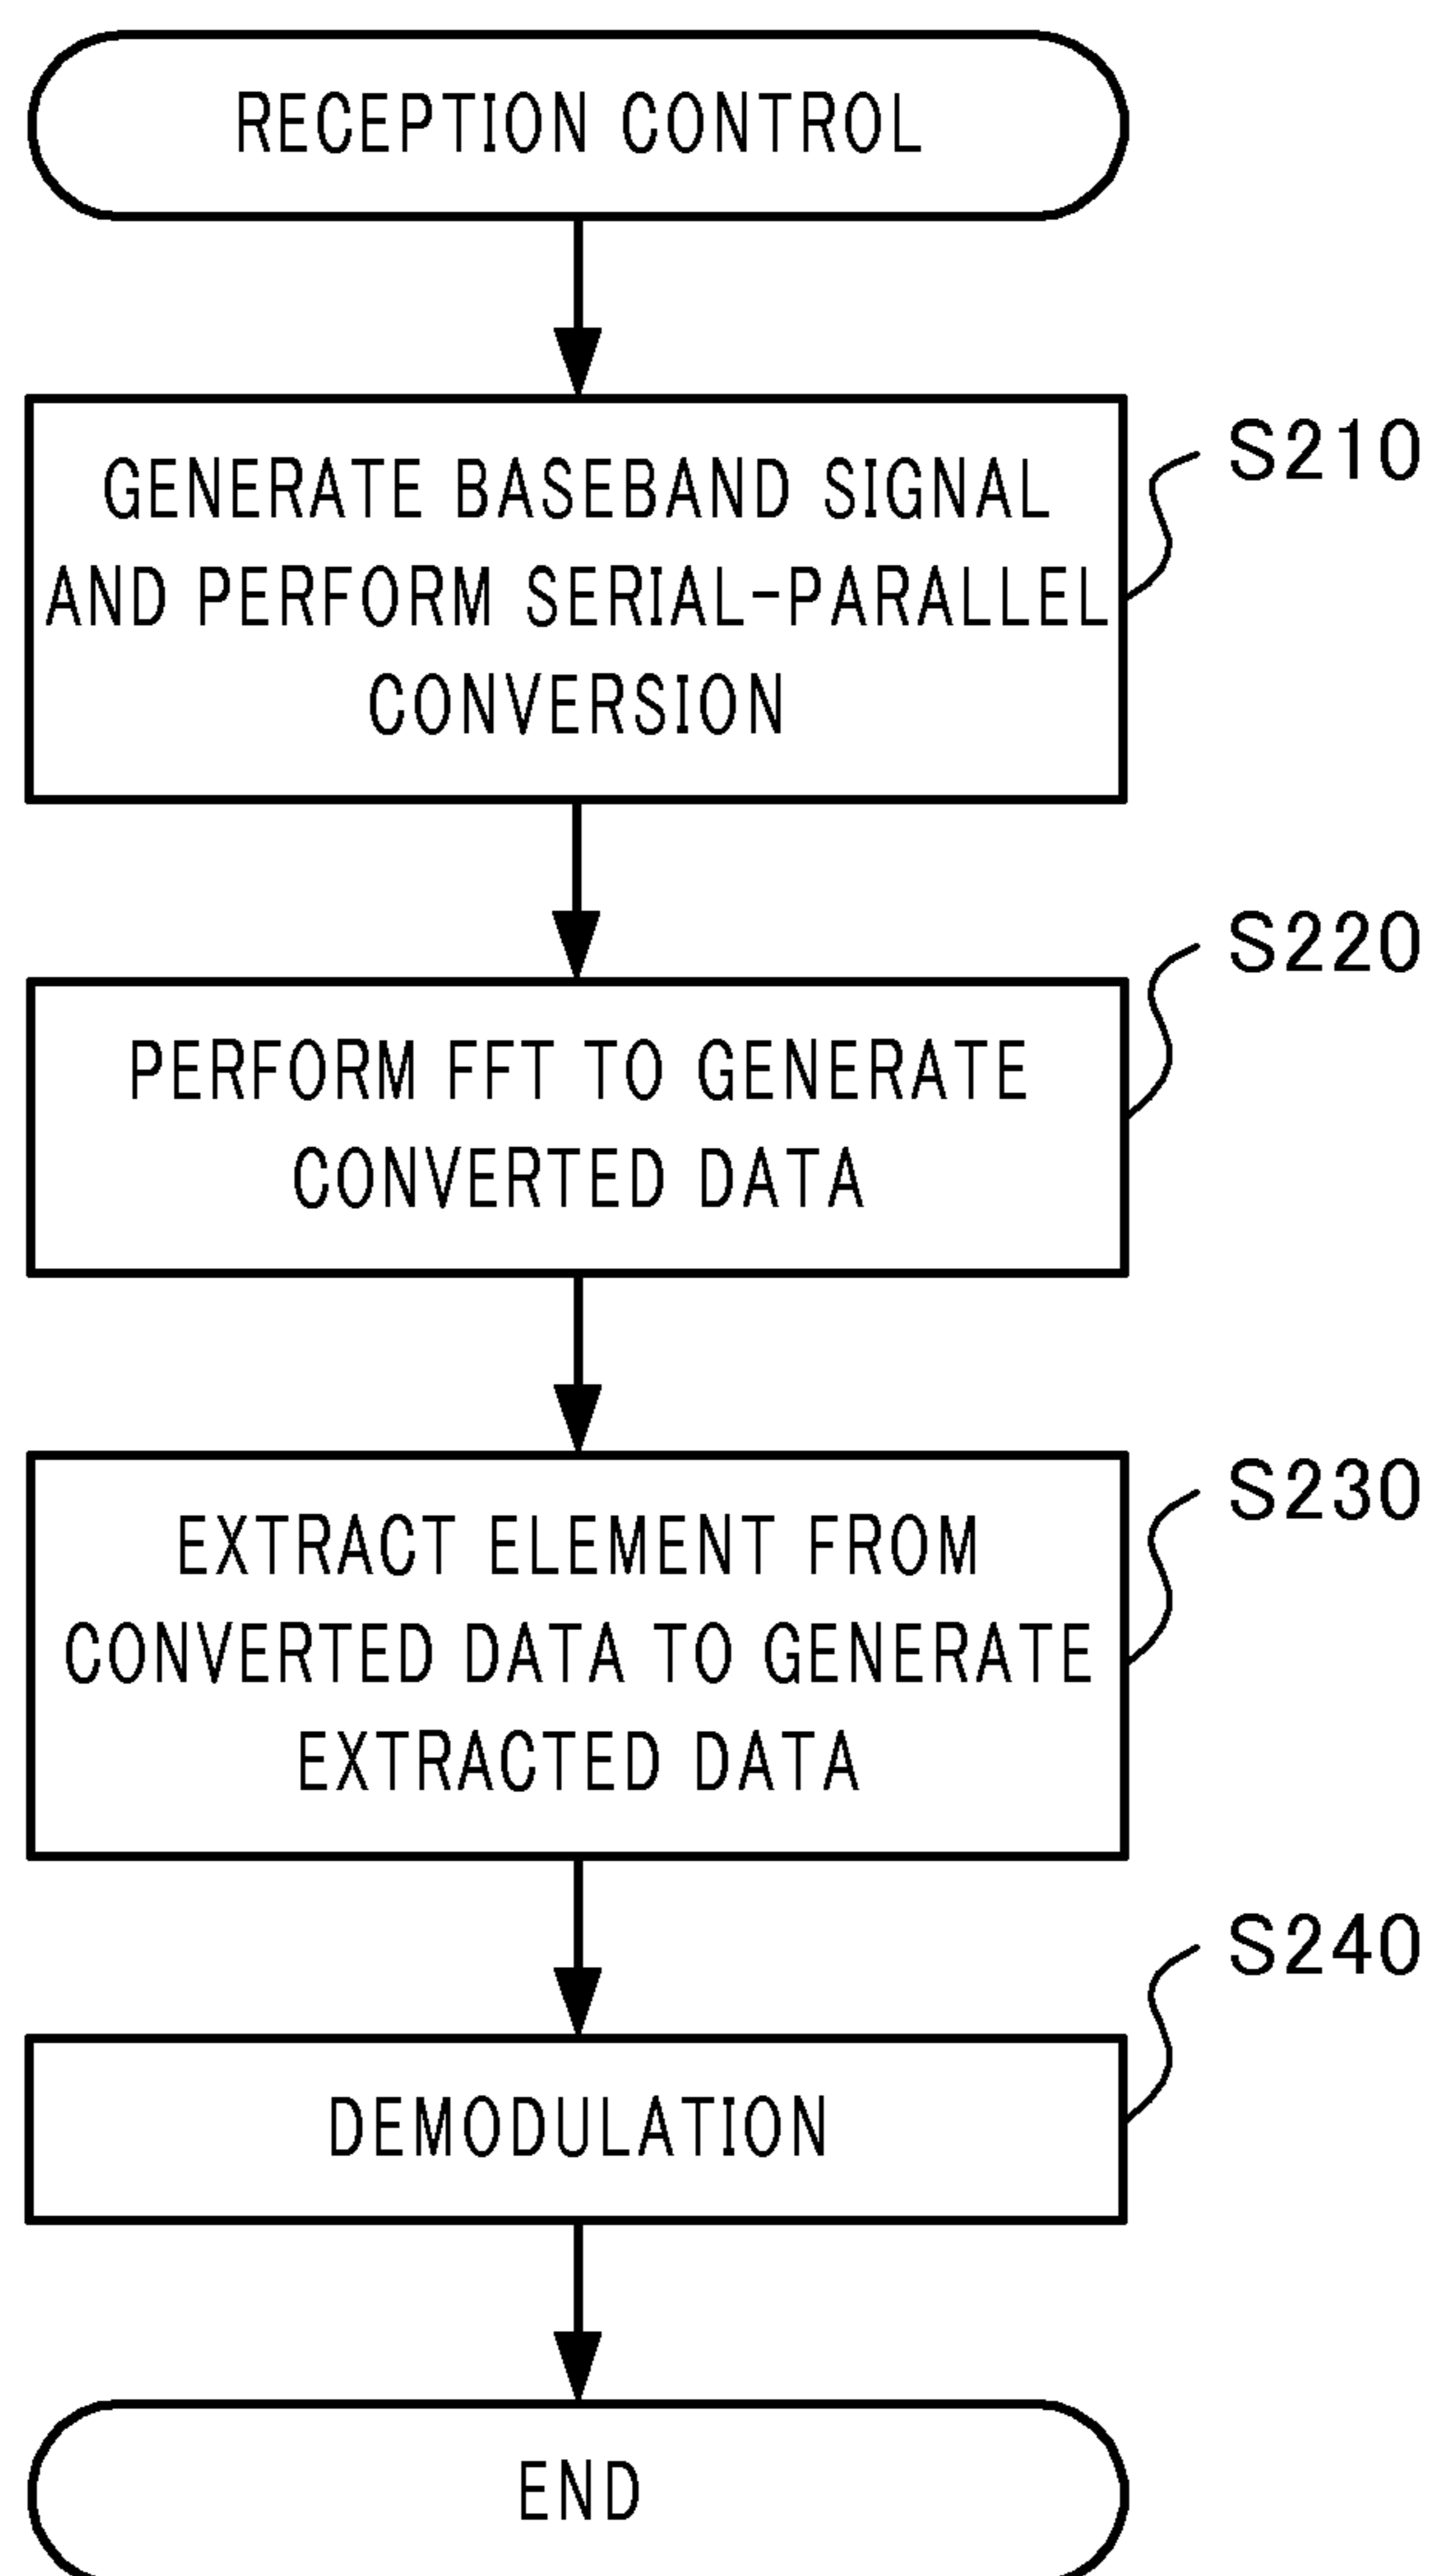 RECEPTION CONTROL
GENERATE BASEBAND SIGNAL
AND PERFORM SERIAL-PARALLEL
CONVERSION
S210
PERFORM FFT TO GENERATE
CONVERTED DATA
S220
EXTRACT ELEMENT FROM
CONVERTED DATA TO GENERATE
EXTRACTED DATA
S230
DEMODULATION
S240
END